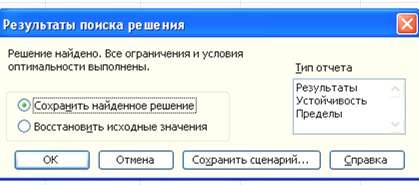 Результаты поиска решения
Решение найдено. Все ограничения и условия
оптимальности выполнены.
Тип отчета
Результаты
Устойчивость
Пределы
Сохранить найденное решение
Восстановить исходные значения
ОК
Отмена
Сохранить сценарий...
Справка